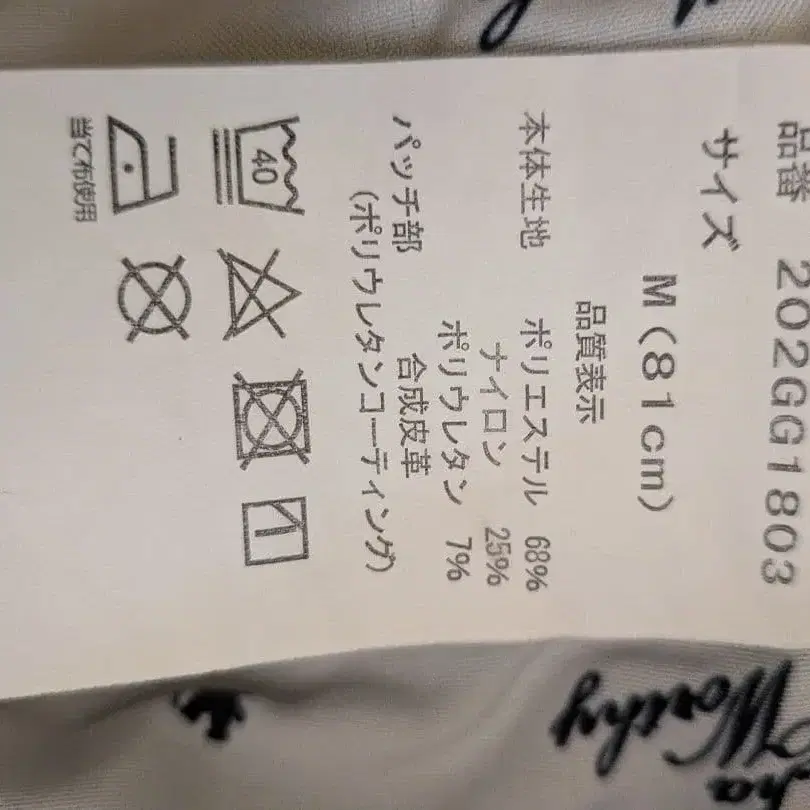 品番 202GG1803
サイズ
M(81cm)
品質表示
本体生地 ポリエステル 68%
ナイロン 25%
ポリウレタン 7%
パッチ部 合成皮革
(ポリウレタンコーティング)
40
当て布使用
Worthy